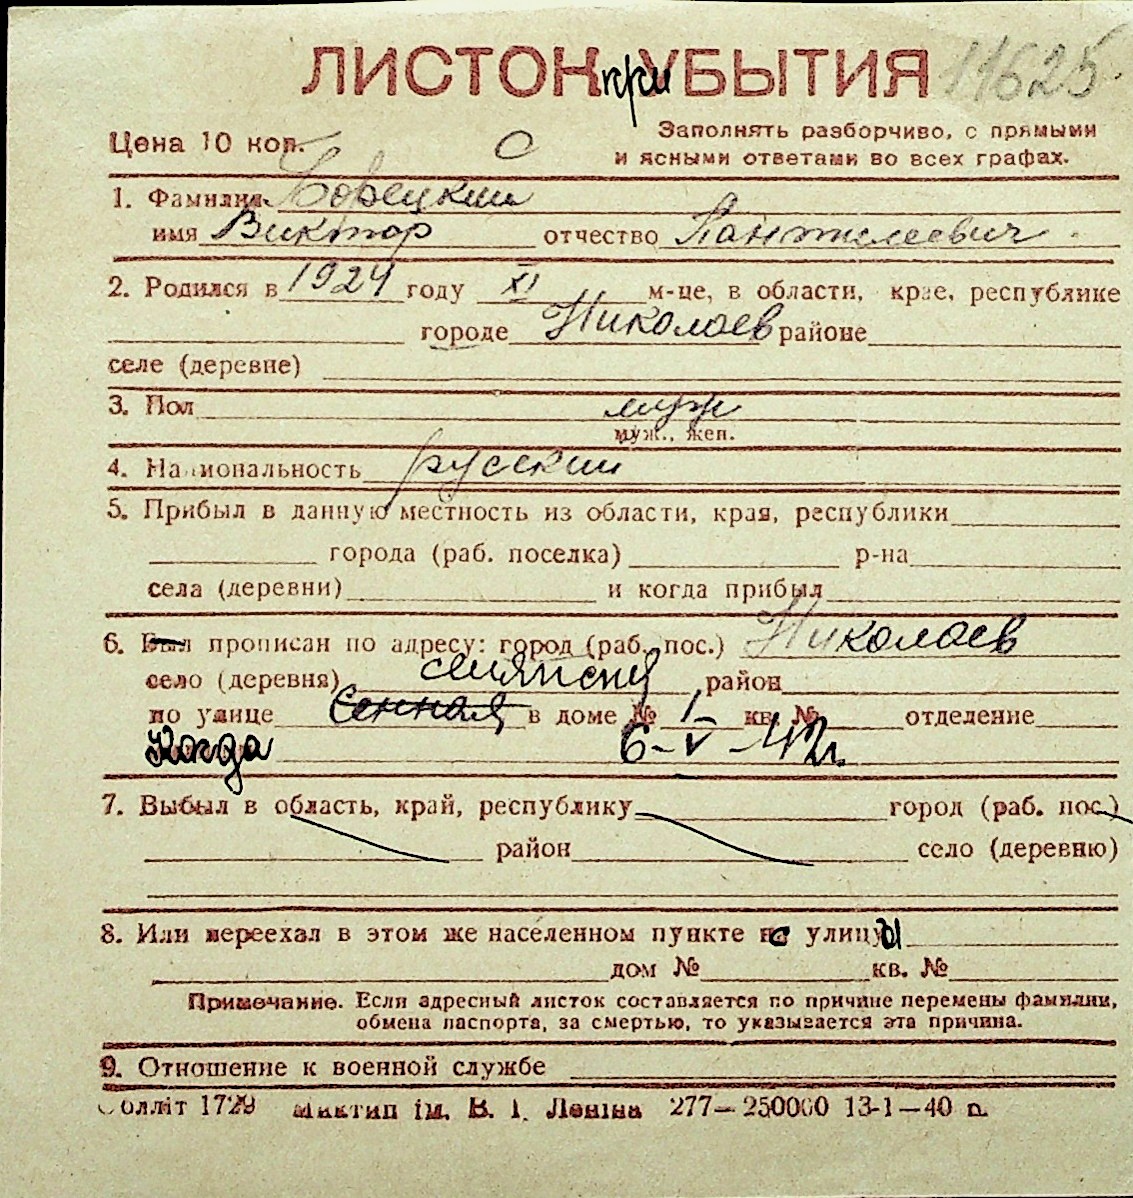 ЛИСТОК при УБЫТИЯ 11625
Цена 10 коп. С Заполнять разборчиво, с прямыми
и ясными ответами во всех графах.
1. Фамилия Борецкий
имя Виктор отчество Пантелеевич
2. Родился в 1924 году XI м-це, в области, крае, республике
городе Николаев районе
селе (деревне)
3. Пол муж
муж., жен.
4. Национальность русский
5. Прибыл в данную местность из области, края, республики
города (раб. поселка) р-на
села (деревни) и когда прибыл
6. Был прописан по адресу: город (раб. пос.) Николаев
село (деревня) район
по улице Сенная в доме № 1 кв. № отделение
Когда 6-V-42г.
7. Выбыл в область, край, республику город (раб. пос.)
район село (деревню)
8. Или переехал в этом же населенном пункте с улицы
дом № кв. №
Примечание. Если адресный листок составляется по причине перемены фамилии,
обмена паспорта, за смертью, то указывается эта причина.
9. Отношение к военной службе
Облліт 1729 Миктип ім. В. І. Леніна 277—250000 13-1—40 р.